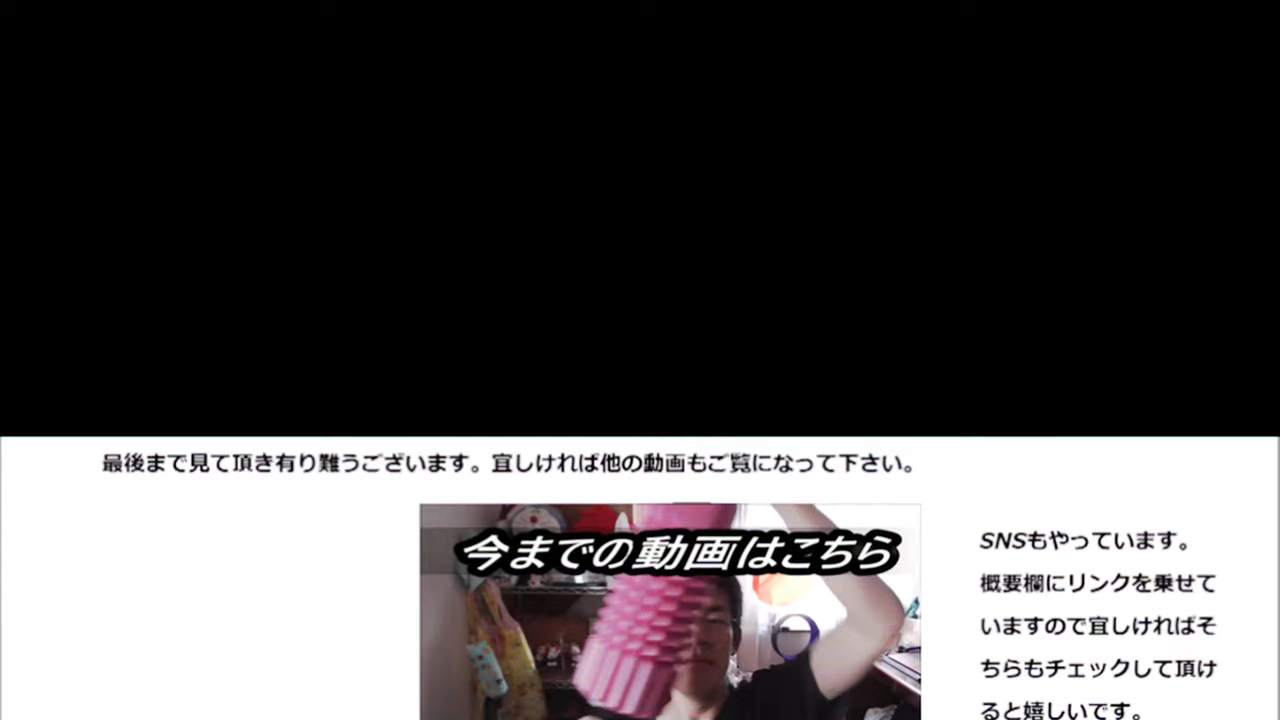 最後まで見て頂き有り難うございます。宜しければ他の動画もご覧になって下さい。
今までの動画はこちら
SNSもやっています。
概要欄にリンクを乗せて
いますので宜しければそ
ちらもチェックして頂け
ると嬉しいです。